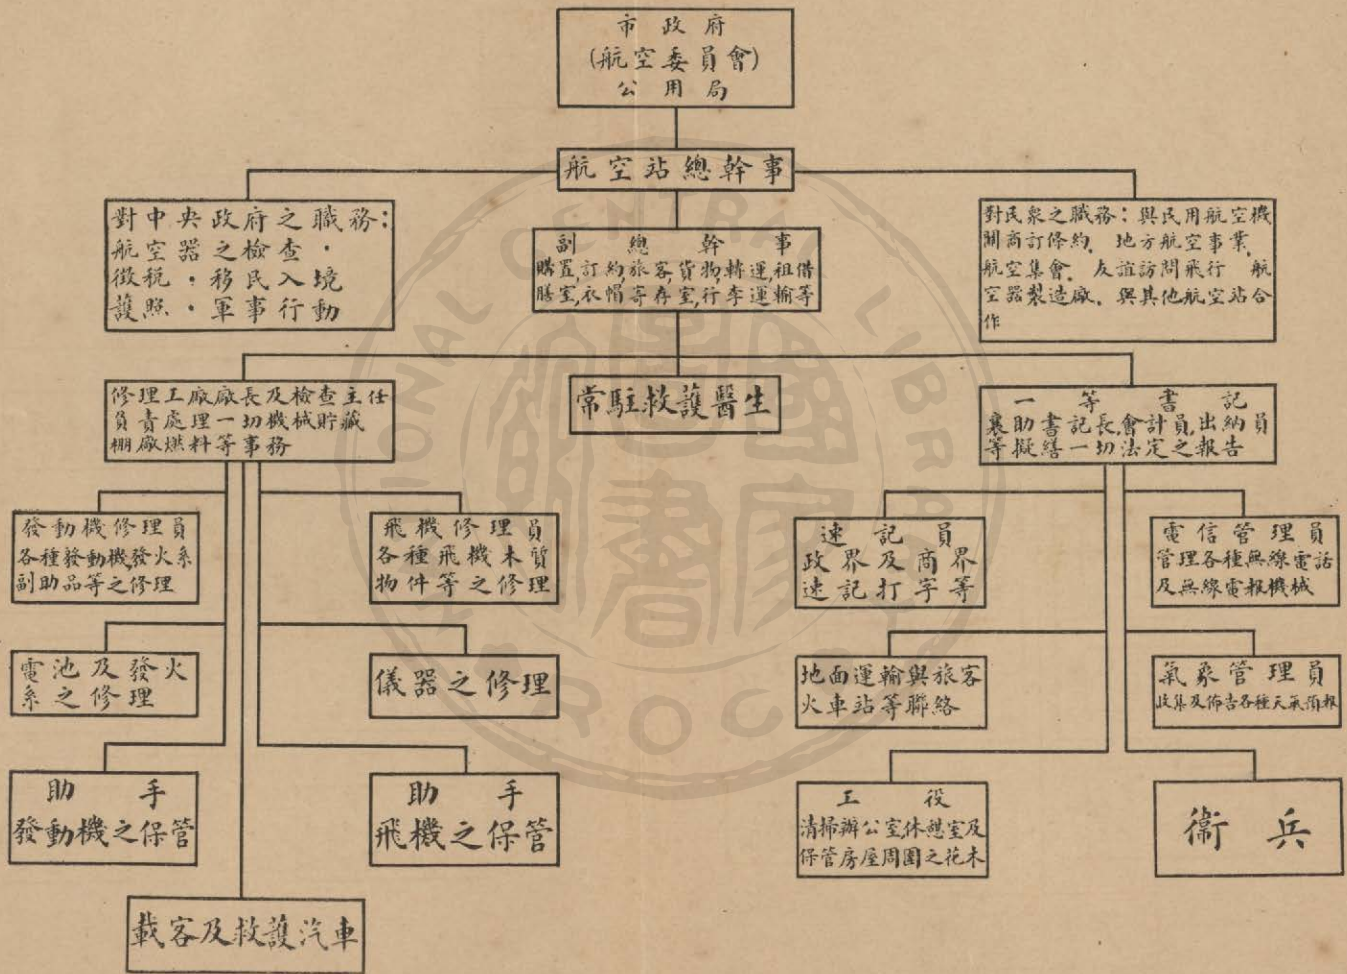 市政府
(航空委員會)
公用局
航空站總幹事
對中央政府之職務：
航空器之檢查．
徵稅．移民入境
護照．軍事行動
副總幹事
購置,訂約,旅客貨物,轉運,租借
膳室,衣帽寄存室,行李運輸等
對民眾之職務：與民用航空機
關商訂條約，地方航空事業，
航空集會，友誼訪問飛行 航
空器製造廠，與其他航空站合
作
修理工廠廠長及檢查主任
負責處理一切機械貯藏
棚廠燃料等事務
常駐救護醫生
一等書記
襄助書記長,會計員,出納員
等擬繕一切法定之報告
發動機修理員
各種發動機,發火系
副助品等之修理
飛機修理員
各種飛機木質
物件等之修理
速記員
政界及商界
速記打字等
電信管理員
管理各種無線電話
及無線電報機械
電池及發火
系之修理
儀器之修理
地面運輸與旅客
火車站等聯絡
氣象管理員
收集及佈告各種天氣預報
助手
發動機之保管
助手
飛機之保管
工役
清掃辦公室休憩室及
保管房屋周圍之花木
衛兵
載客及救護汽車
NATIONAL CENTRAL LIBRARY
R.O.C.
國家圖書館